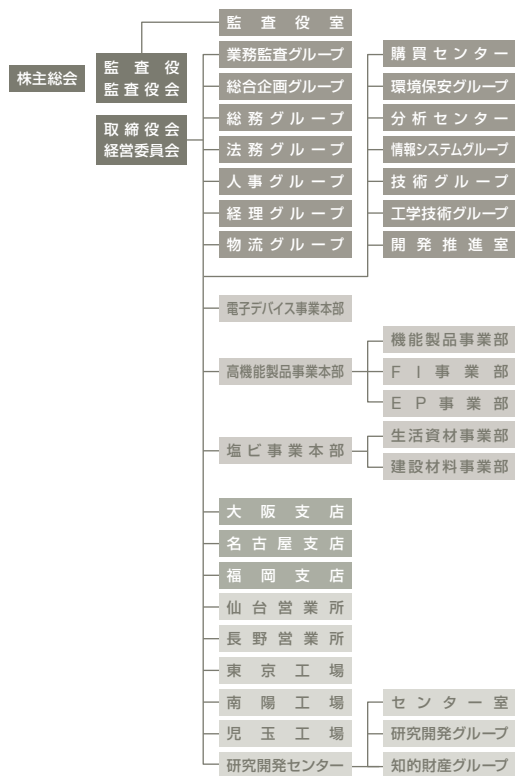 株主総会
監査役
監査役会
取締役会
経営委員会
監査役室
業務監査グループ
総合企画グループ
総務グループ
法務グループ
人事グループ
経理グループ
物流グループ
購買センター
環境保安グループ
分析センター
情報システムグループ
技術グループ
工学技術グループ
開発推進室
電子デバイス事業本部
高機能製品事業本部
機能製品事業部
FI事業部
EP事業部
塩ビ事業本部
生活資材事業部
建設材料事業部
大阪支店
名古屋支店
福岡支店
仙台営業所
長野営業所
東京工場
南陽工場
児玉工場
研究開発センター
センター室
研究開発グループ
知的財産グループ